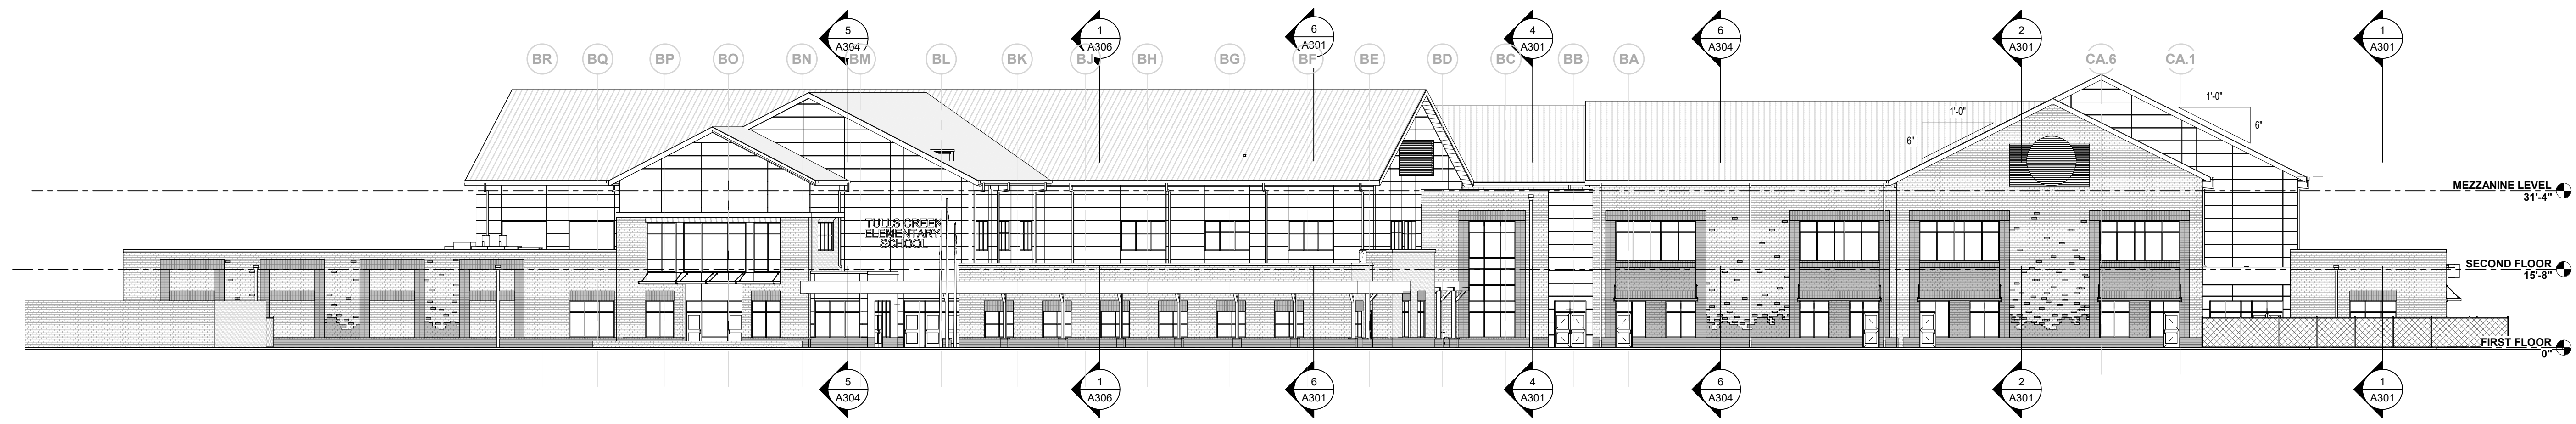 5 1 6 4 6 2 1
A304 A306 A301 A301 A304 A301 A301
BR BQ BP BO BN BM BL BK BJ BH BG BF BE BD BC BB BA CA.6 CA.1
1'-0"
6"
1'-0"
6"
MEZZANINE LEVEL
31'-4"
TULLS CREEK
ELEMENTARY
SCHOOL
SECOND FLOOR
15'-8"
FIRST FLOOR
0"
5 1 6 4 6 2 1
A304 A306 A301 A301 A304 A301 A301